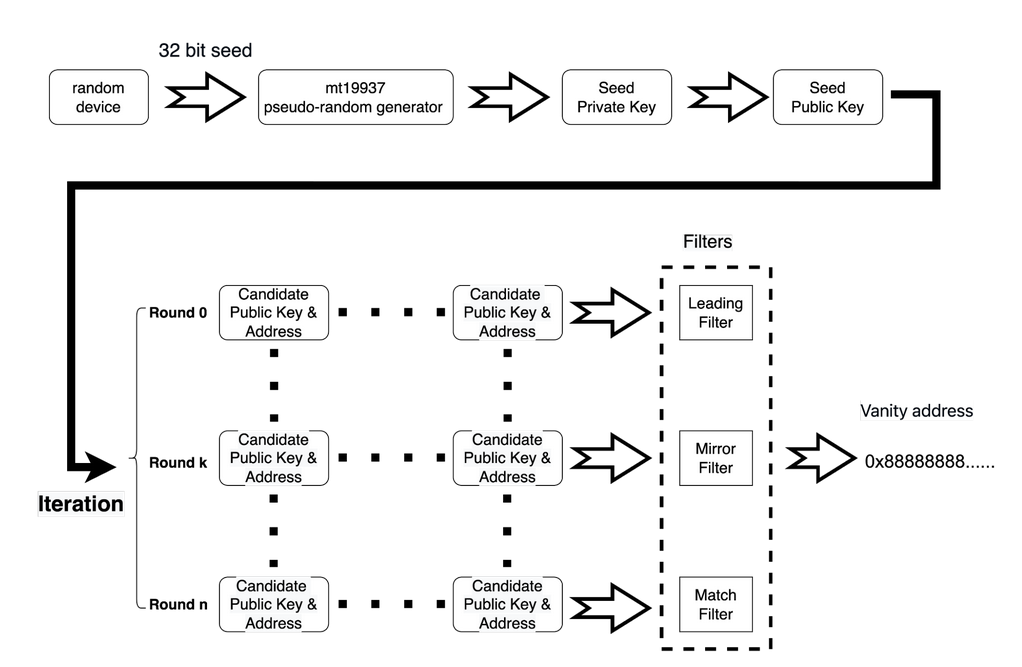 32 bit seed
random
device
mt19937
pseudo-random generator
Seed
Private Key
Seed
Public Key
Filters
Round 0
Candidate
Public Key &
Address
Candidate
Public Key &
Address
Leading
Filter
Vanity address
Round k
Candidate
Public Key &
Address
Candidate
Public Key &
Address
Mirror
Filter
0x88888888......
Iteration
Round n
Candidate
Public Key &
Address
Candidate
Public Key &
Address
Match
Filter